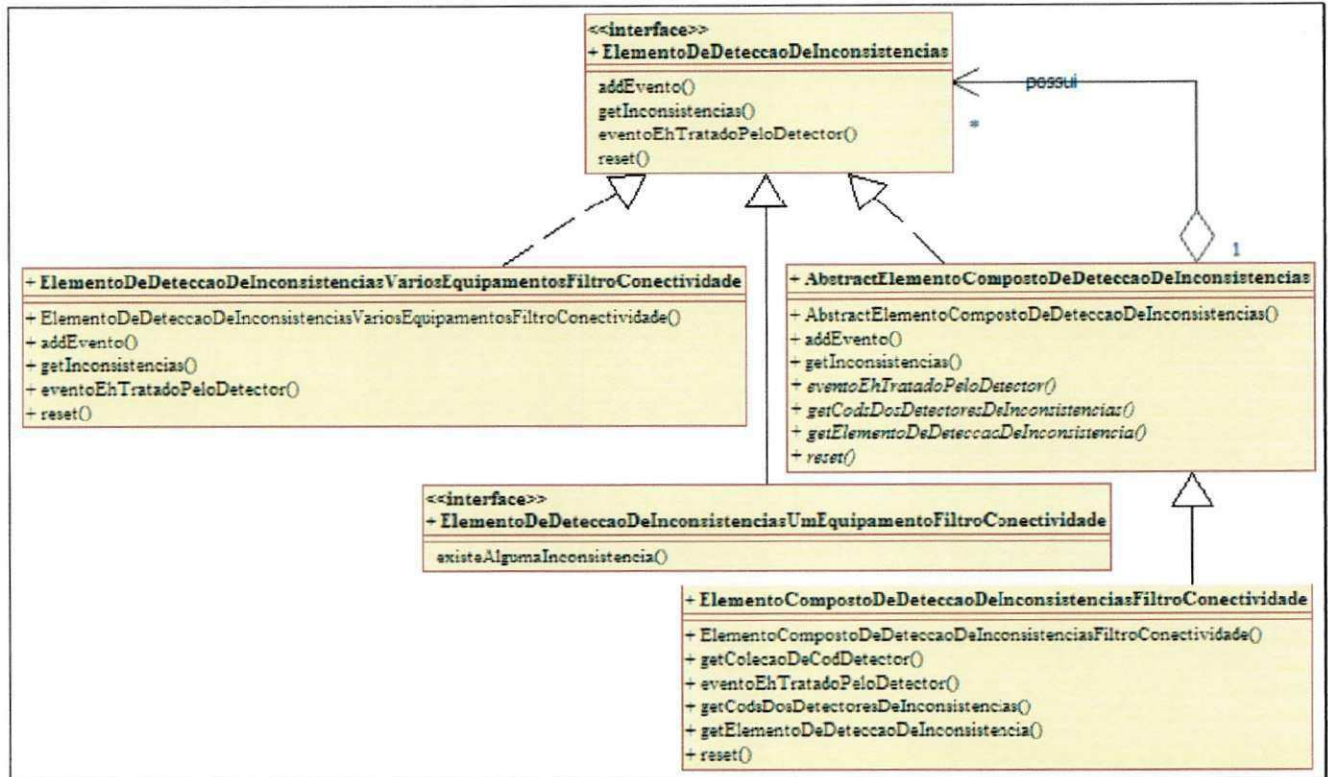 <<interface>>
+ ElementoDeDeteccaoDeInconsistencias
addEvento()
getInconsistencias()
eventoEhTratadoPeloDetector()
reset()
possui
*
1
+ ElementoDeDeteccaoDeInconsistenciasVariosEquipamentosFiltroConectividade
+ ElementoDeDeteccaoDeInconsistenciasVariosEquipamentosFiltroConectividade()
+ addEvento()
+ getInconsistencias()
+ eventoEhTratadoPeloDetector()
+ reset()
+ AbstractElementoCompostoDeDeteccaoDeInconsistencias
+ AbstractElementoCompostoDeDeteccaoDeInconsistencias()
+ addEvento()
+ getInconsistencias()
+ eventoEhTratadoPeloDetector()
+ getCodsDosDetectoresDeInconsistencias()
+ getElementoDeDeteccaoDeInconsistencia()
+ reset()
<<interface>>
+ ElementoDeDeteccaoDeInconsistenciasUmEquipamentoFiltroConectividade
existeAlgumaInconsistencia()
+ ElementoCompostoDeDeteccaoDeInconsistenciasFiltroConectividade
+ ElementoCompostoDeDeteccaoDeInconsistenciasFiltroConectividade()
+ getColecaoDeCodDetector()
+ eventoEhTratadoPeloDetector()
+ getCodsDosDetectoresDeInconsistencias()
+ getElementoDeDeteccaoDeInconsistencia()
+ reset()